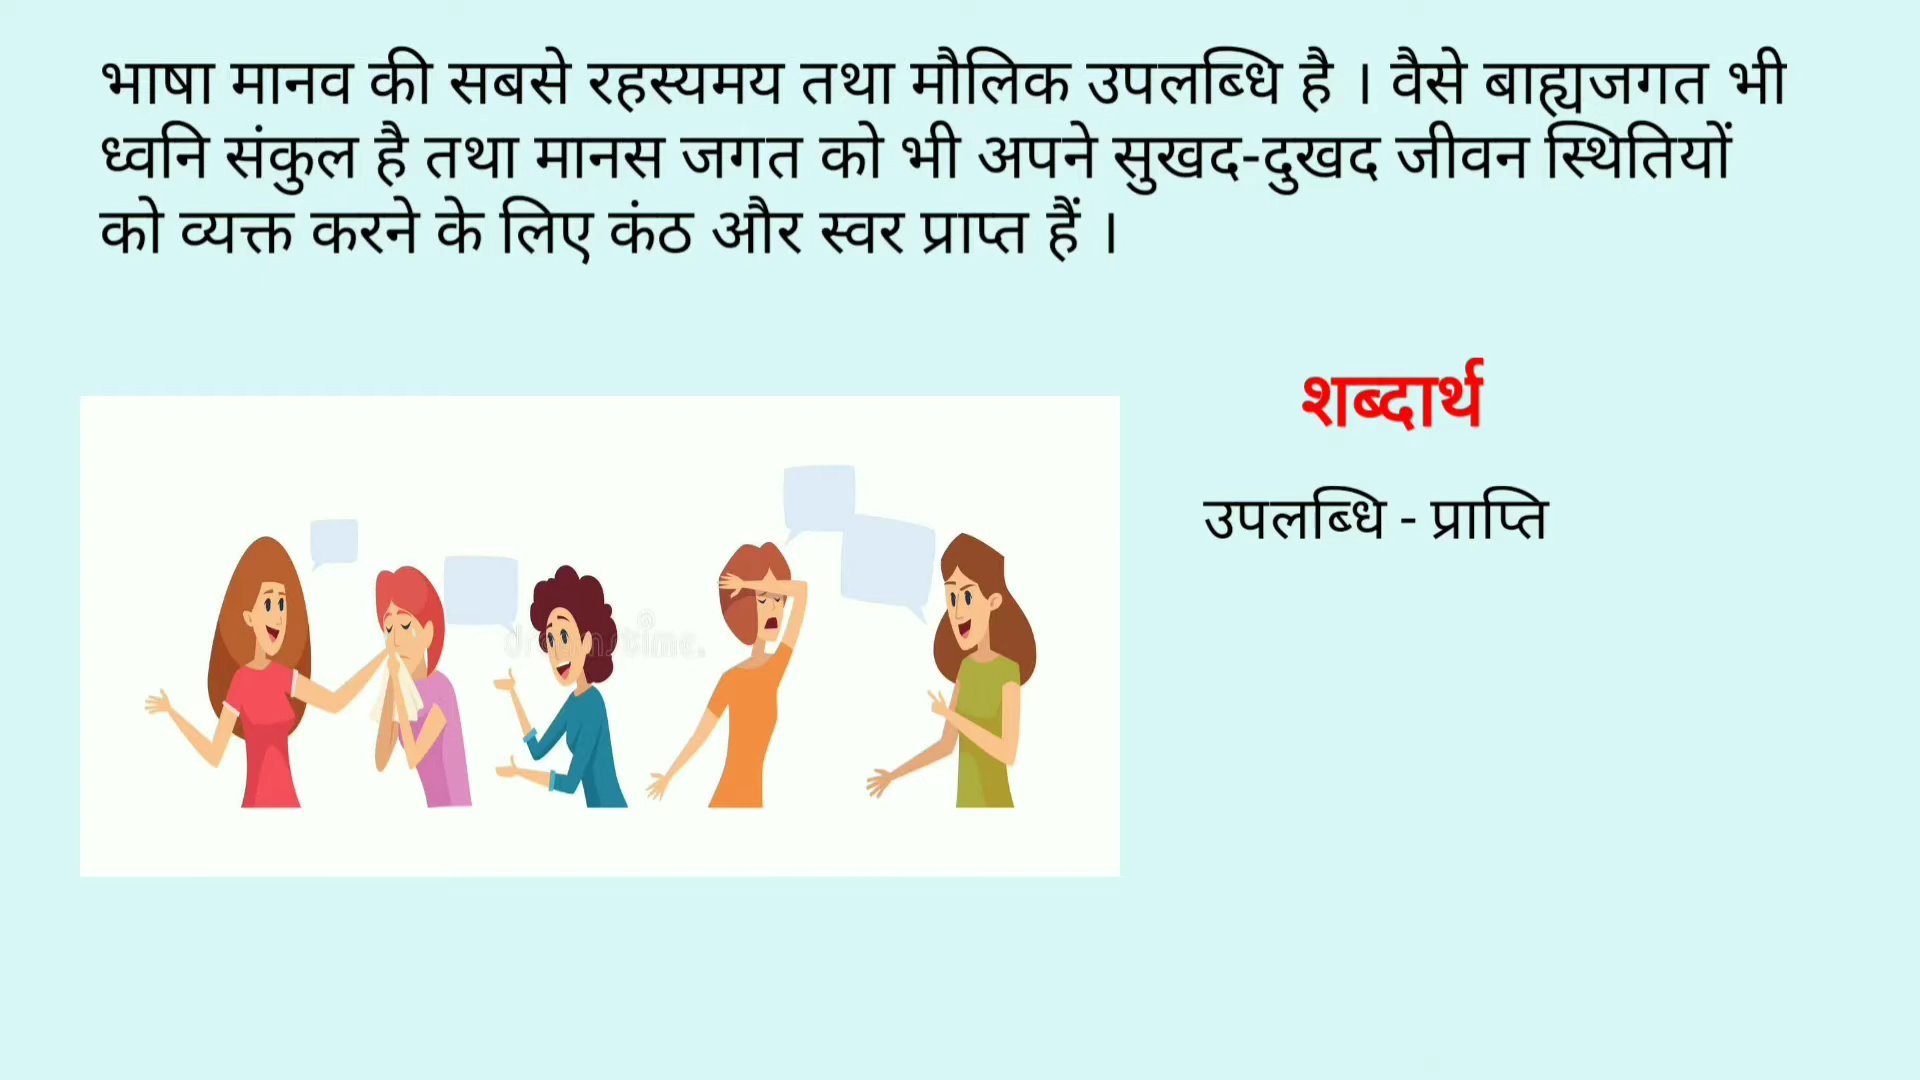 भाषा मानव की सबसे रहस्यमय तथा मौलिक उपलब्धि है । वैसे बाह्यजगत भी
ध्वनि संकुल है तथा मानस जगत को भी अपने सुखद-दुखद जीवन स्थितियों
को व्यक्त करने के लिए कंठ और स्वर प्राप्त हैं ।
शब्दार्थ
उपलब्धि - प्राप्ति
dreamstime.